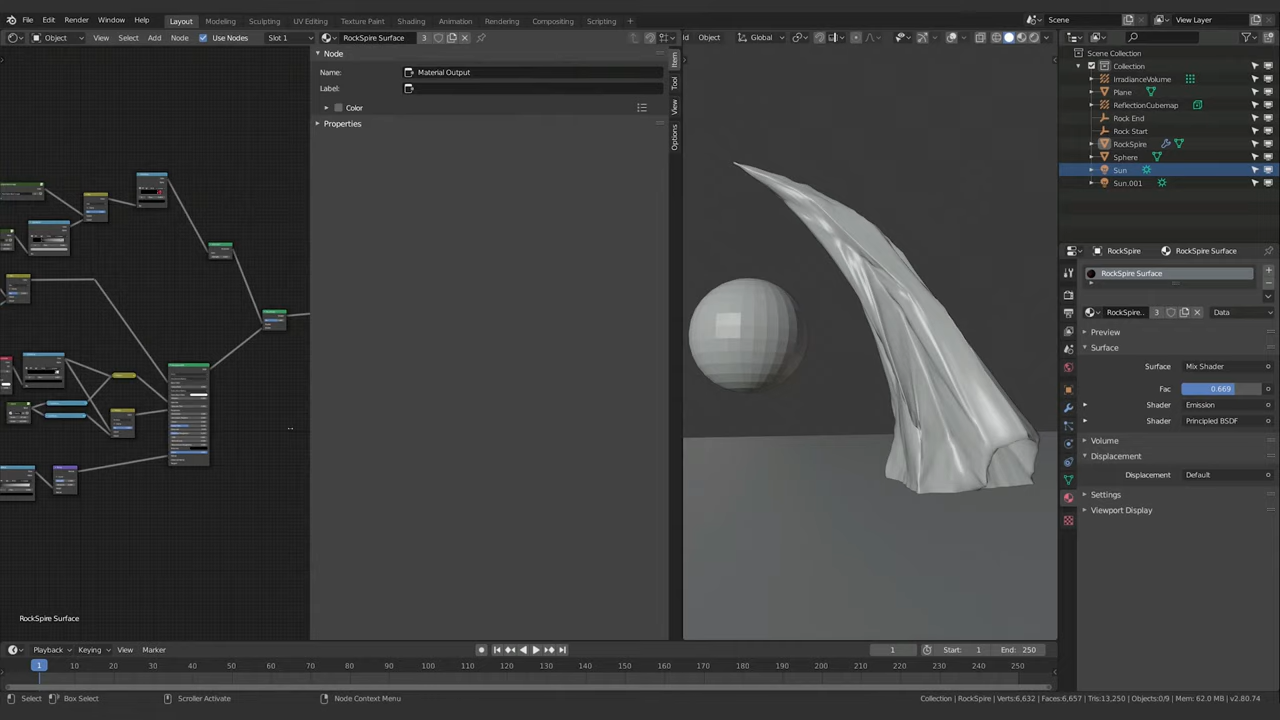 File Edit Render Window Help Layout Modeling Sculpting UV Editing Texture Paint Shading Animation Rendering Compositing Scripting + Scene View Layer
Object View Select Add Node Use Nodes Slot 1 RockSpire Surface 3 ld Object Global
Node
Name: Material Output
Label:
Color
Properties
Item
Tool
View
Options
Scene Collection
Collection
IrradianceVolume
Plane
ReflectionCubemap
Rock End
Rock Start
RockSpire
Sphere
Sun
Sun.001
RockSpire RockSpire Surface
RockSpire Surface
RockSpire.. 3 Data
Preview
Surface
Surface Mix Shader
Fac 0.669
Shader Emission
Shader Principled BSDF
Volume
Displacement
Displacement Default
Settings
Viewport Display
RockSpire Surface
Playback Keying View Marker 1 Start: 1 End: 250
1 10 20 30 40 50 60 70 80 90 100 110 120 130 140 150 160 170 180 190 200 210 220 230 240 250
Select Box Select Scroller Activate Node Context Menu Collection | RockSpire | Verts:6,632 | Faces:6,657 | Tris:13,250 | Objects:0/9 | Mem: 62.0 MB | v2.80.74